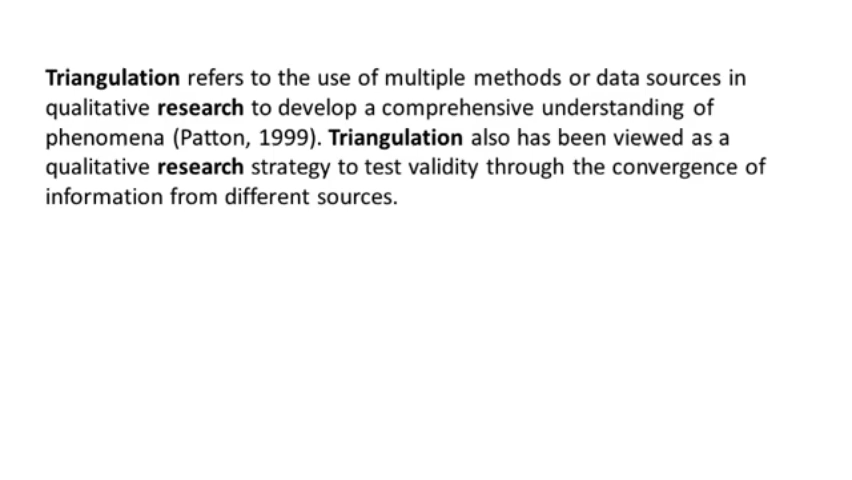 Triangulation refers to the use of multiple methods or data sources in
qualitative research to develop a comprehensive understanding of
phenomena (Patton, 1999). Triangulation also has been viewed as a
qualitative research strategy to test validity through the convergence of
information from different sources.